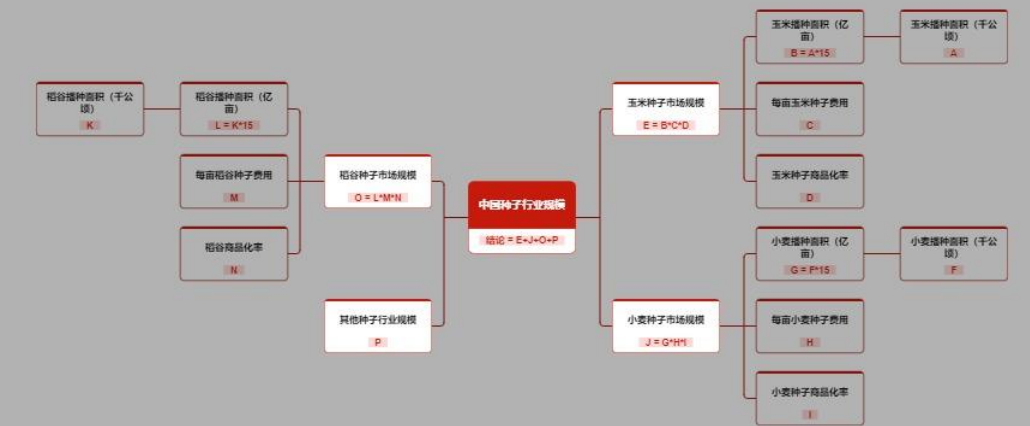 稻谷播种面积（千公
顷）
K
稻谷播种面积（亿
亩）
L = K*15
每亩稻谷种子费用
M
稻谷商品化率
N
稻谷种子市场规模
O = L*M*N
其他种子行业规模
P
中国种子行业规模
结论 = E+J+O+P
玉米种子市场规模
E = B*C*D
玉米播种面积（亿
亩）
B = A*15
玉米播种面积（千公
顷）
A
每亩玉米种子费用
C
玉米种子商品化率
D
小麦种子市场规模
J = G*H*I
小麦播种面积（亿
亩）
G = F*15
小麦播种面积（千公
顷）
F
每亩小麦种子费用
H
小麦种子商品化率
I